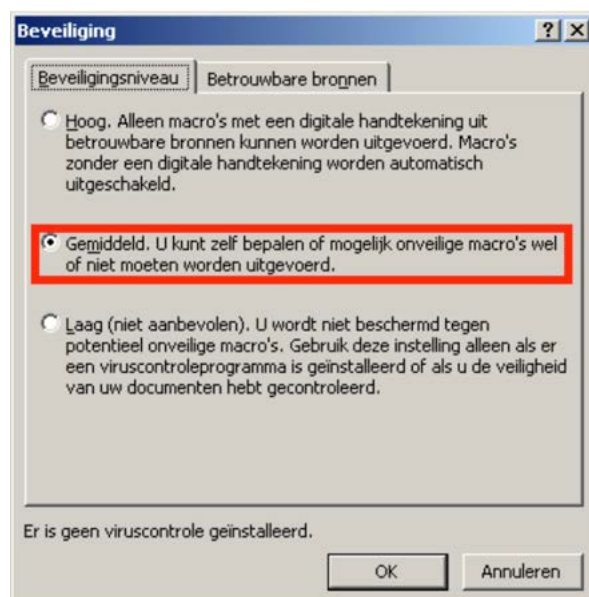 Beveiliging
Beveiligingsniveau
Betrouwbare bronnen
Hoog. Alleen macro's met een digitale handtekening uit
betrouwbare bronnen kunnen worden uitgevoerd. Macro's
zonder een digitale handtekening worden automatisch
uitgeschakeld.
Gemiddeld. U kunt zelf bepalen of mogelijk onveilige macro's wel
of niet moeten worden uitgevoerd.
Laag (niet aanbevolen). U wordt niet beschermd tegen
potentieel onveilige macro's. Gebruik deze instelling alleen als er
een viruscontroleprogramma is geïnstalleerd of als u de veiligheid
van uw documenten hebt gecontroleerd.
Er is geen viruscontrole geïnstalleerd.
OK
Annuleren